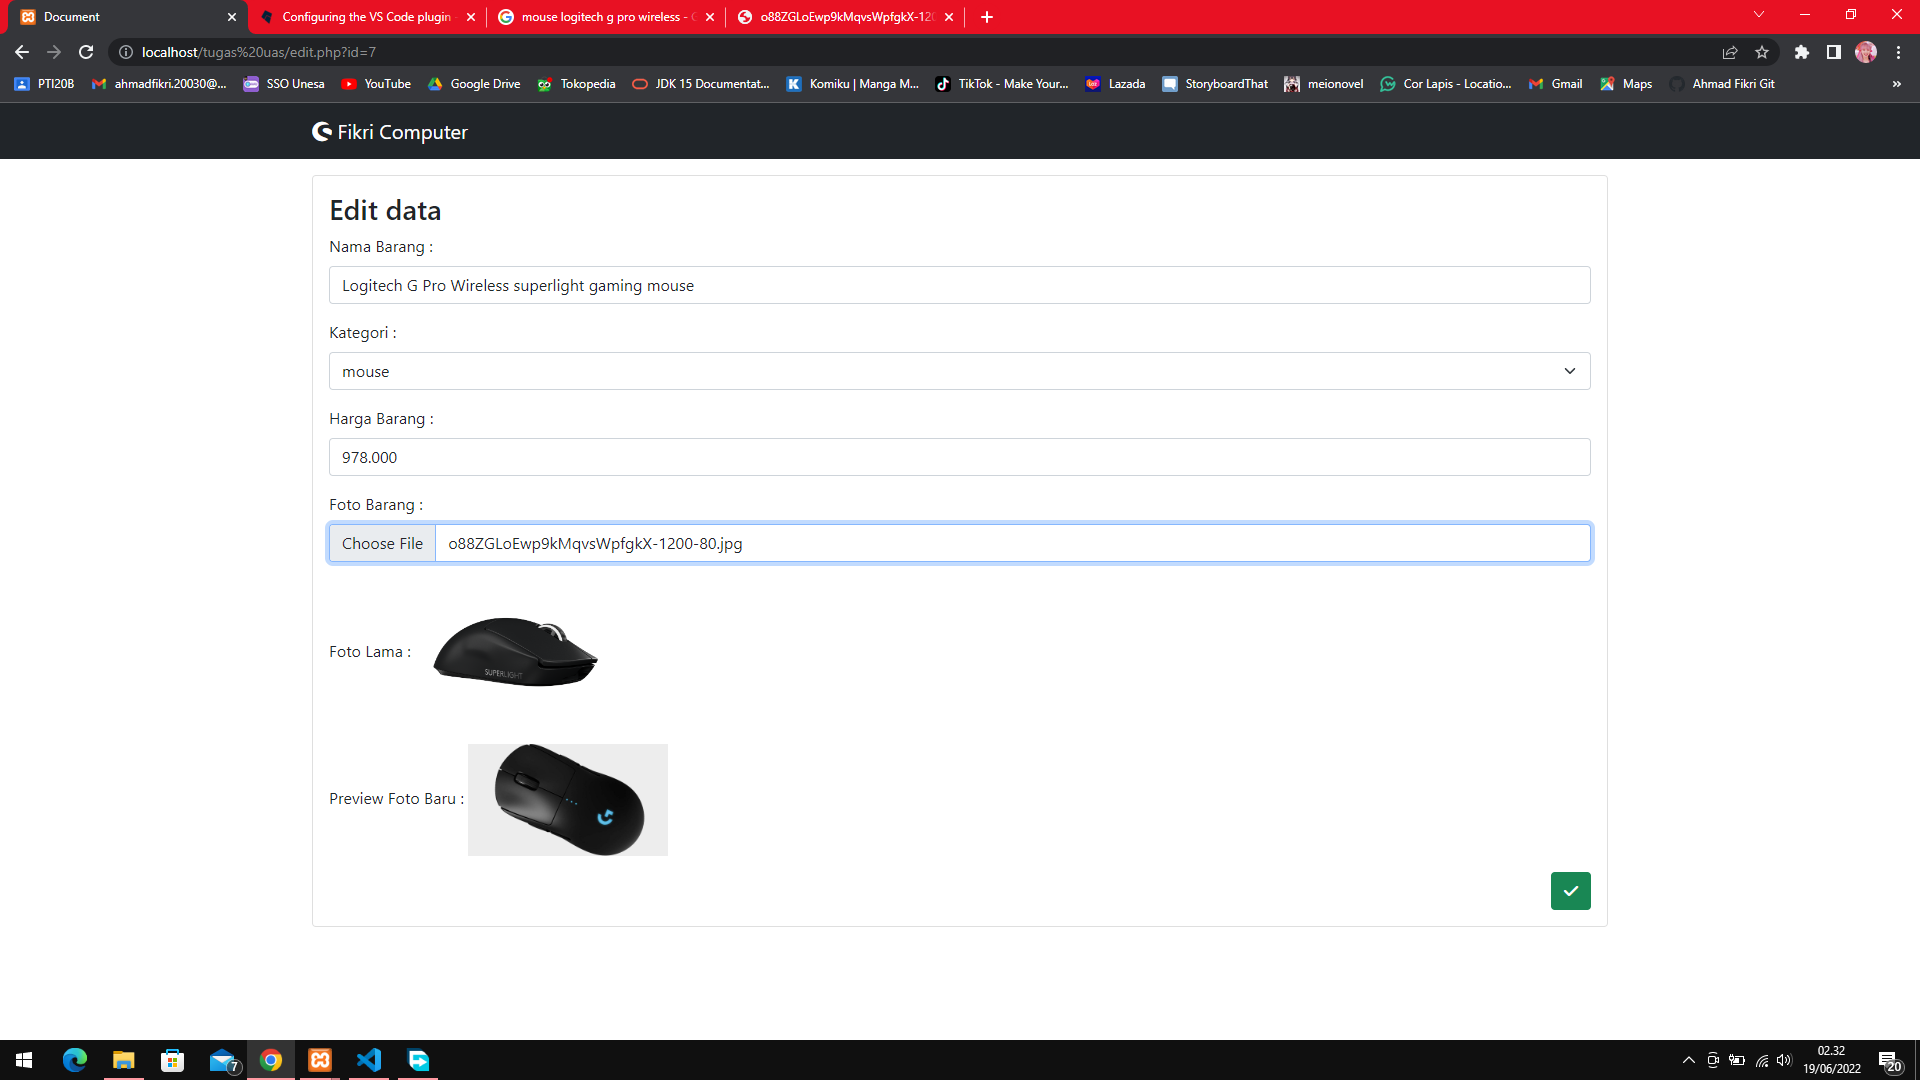 Document
Configuring the VS Code plugin
mouse logitech g pro wireless - G
o88ZGLoEwp9kMqvsWpfgkX-120
localhost/tugas%20uas/edit.php?id=7
PTI20B
ahmadfikri.20030@...
SSO Unesa
YouTube
Google Drive
Tokopedia
JDK 15 Documentat...
Komiku | Manga M...
TikTok - Make Your...
Lazada
StoryboardThat
meionovel
Cor Lapis - Locatio...
Gmail
Maps
Ahmad Fikri Git
»
Fikri Computer
Edit data
Nama Barang :
Logitech G Pro Wireless superlight gaming mouse
Kategori :
mouse
Harga Barang :
978.000
Foto Barang :
Choose File o88ZGLoEwp9kMqvsWpfgkX-1200-80.jpg
Foto Lama :
SUPERLIGHT
Preview Foto Baru :
7
02.32
19/06/2022
20